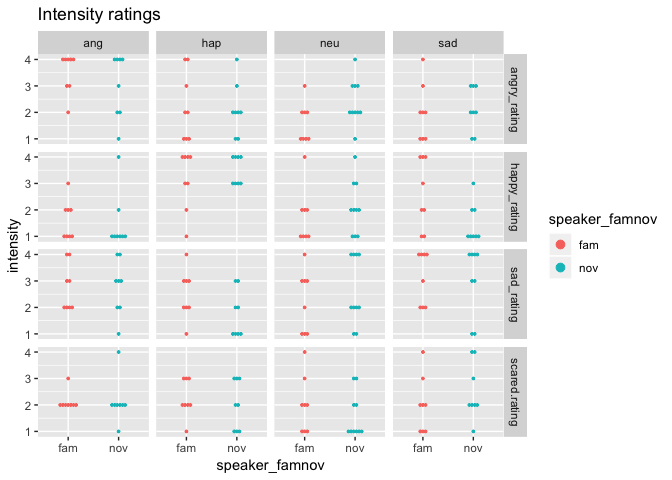 Intensity ratings
ang hap neu sad
4
3
2
1
angry_rating
4
3
2
1
happy_rating
4
3
2
1
sad_rating
4
3
2
1
scared.rating
intensity
fam nov fam nov fam nov fam nov
speaker_famnov
speaker_famnov
fam
nov